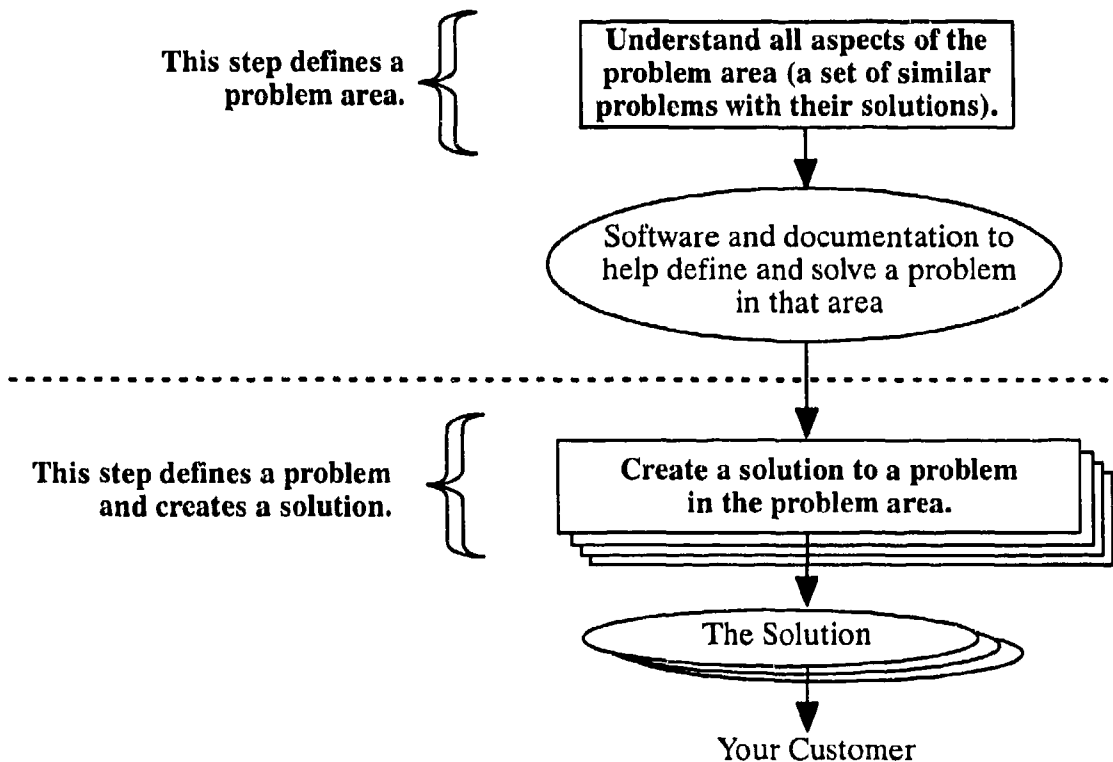 This step defines a
problem area.
Understand all aspects of the
problem area (a set of similar
problems with their solutions).
Software and documentation to
help define and solve a problem
in that area
This step defines a problem
and creates a solution.
Create a solution to a problem
in the problem area.
The Solution
Your Customer